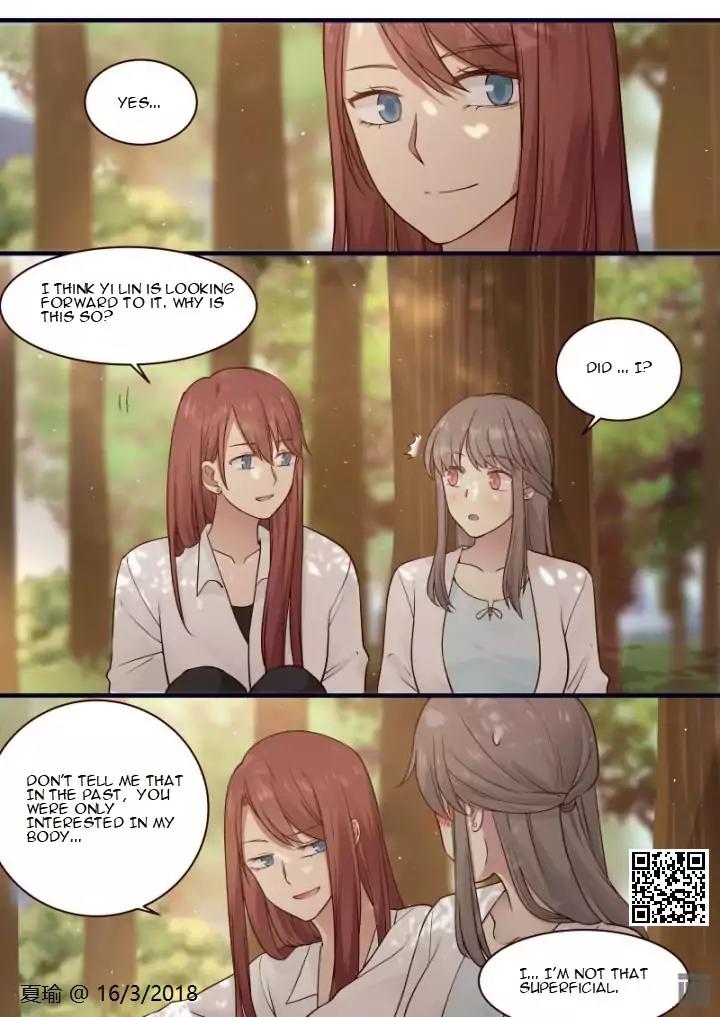 YES...
I THINK YI LIN IS LOOKING
FORWARD TO IT. WHY IS
THIS SO?
DID ... I?
DON'T TELL ME THAT
IN THE PAST, YOU
WERE ONLY
INTERESTED IN MY
BODY...
I... I'M NOT THAT
SUPERFICIAL.
夏瑜 @ 16/3/2018